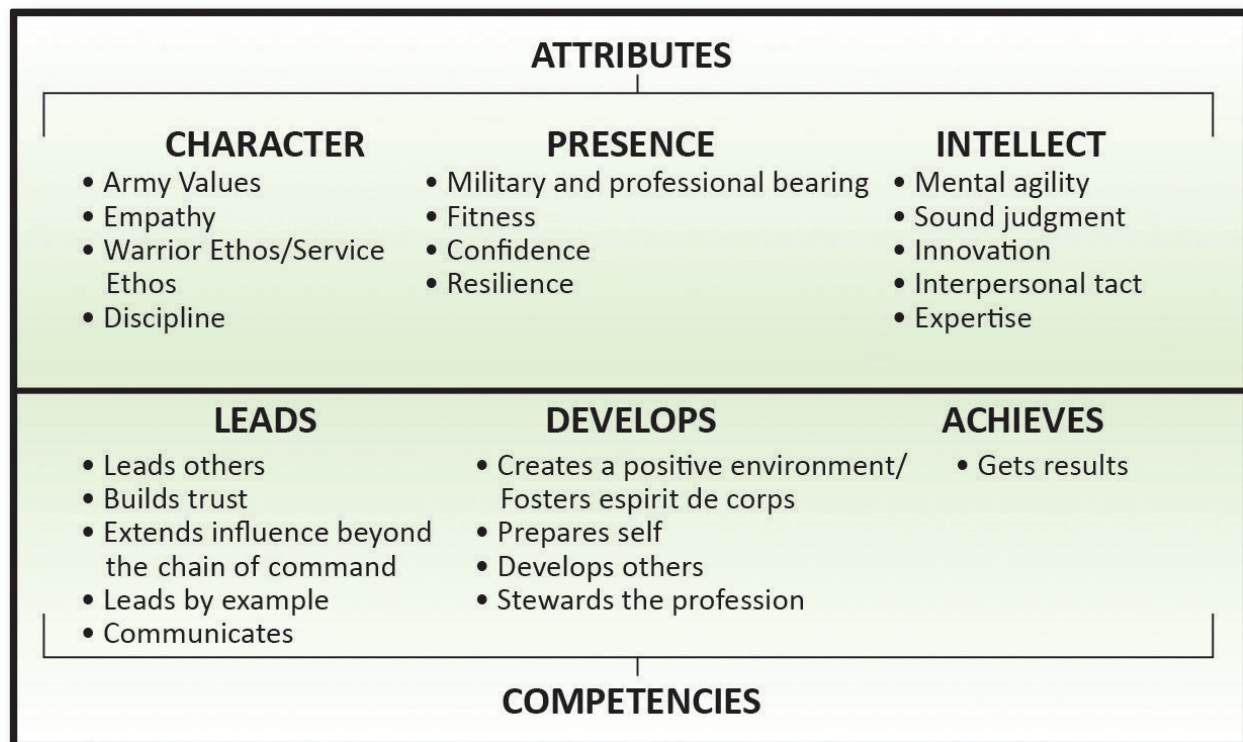 ATTRIBUTES
CHARACTER
• Army Values
• Empathy
• Warrior Ethos/Service
Ethos
• Discipline
PRESENCE
• Military and professional bearing
• Fitness
• Confidence
• Resilience
INTELLECT
• Mental agility
• Sound judgment
• Innovation
• Interpersonal tact
• Expertise
LEADS
• Leads others
• Builds trust
• Extends influence beyond
the chain of command
• Leads by example
• Communicates
DEVELOPS
• Creates a positive environment/
Fosters espirit de corps
• Prepares self
• Develops others
• Stewards the profession
ACHIEVES
• Gets results
COMPETENCIES